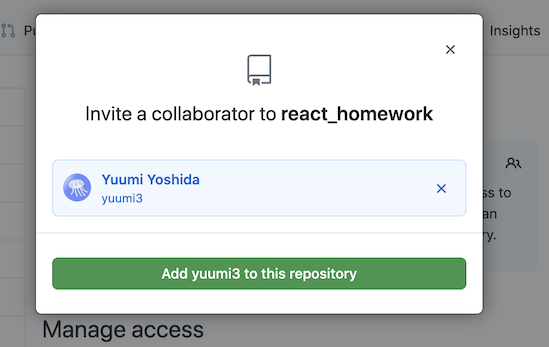 Insights
Invite a collaborator to react_homework
Yuumi Yoshida
yuumi3
ss to
an
ry.
Add yuumi3 to this repository
Manage access